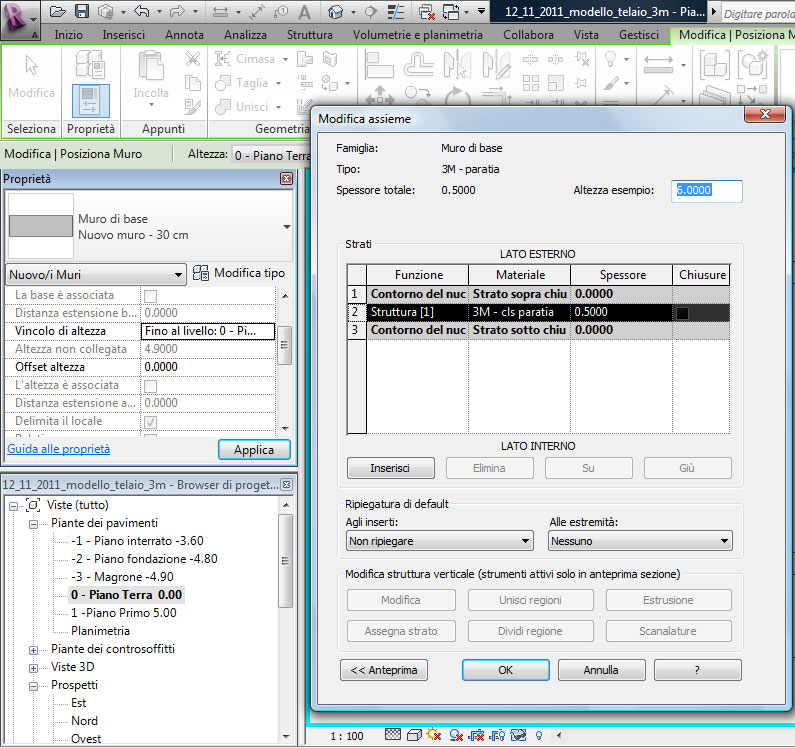 12_11_2011_modello_telaio_3m - Pia...
Digitare parola
Inizio Inserisci Annota Analizza Struttura Volumetrie e planimetria Collabora Vista Gestisci Modifica | Posiziona M
Modifica
Incolla
Cimasa
Taglia
Unisci
Seleziona Proprietà Appunti Geometria
Modifica | Posiziona Muro Altezza: 0 - Piano Terra
Proprietà
Muro di base
Nuovo muro - 30 cm
Nuovo/i Muri Modifica tipo
La base è associata
Distanza estensione b... 0.0000
Vincolo di altezza Fino al livello: 0 - Pi...
Altezza non collegata 4.9000
Offset altezza 0.0000
L'altezza è associata
Distanza estensione a... 0.0000
Delimita il locale
Guida alle proprietà Applica
12_11_2011_modello_telaio_3m - Browser di proget...
Viste (tutto)
Piante dei pavimenti
-1 - Piano interrato -3.60
-2 - Piano fondazione -4.80
-3 - Magrone -4.90
0 - Piano Terra 0.00
1 -Piano Primo 5.00
Planimetria
Piante dei controsoffitti
Viste 3D
Prospetti
Est
Nord
Ovest
Modifica assieme
Famiglia: Muro di base
Tipo: 3M - paratia
Spessore totale: 0.5000 Altezza esempio: 6.0000
Strati
LATO ESTERNO
Funzione Materiale Spessore Chiusure
1 Contorno del nuc Strato sopra chiu 0.0000
2 Struttura [1] 3M - cls paratia 0.5000
3 Contorno del nuc Strato sotto chiu 0.0000
LATO INTERNO
Inserisci Elimina Su Giù
Ripiegatura di default
Agli inserti: Alle estremità:
Non ripiegare Nessuno
Modifica struttura verticale (strumenti attivi solo in anteprima sezione)
Modifica Unisci regioni Estrusione
Assegna strato Dividi regione Scanalature
<< Anteprima OK Annulla ?
1 : 100